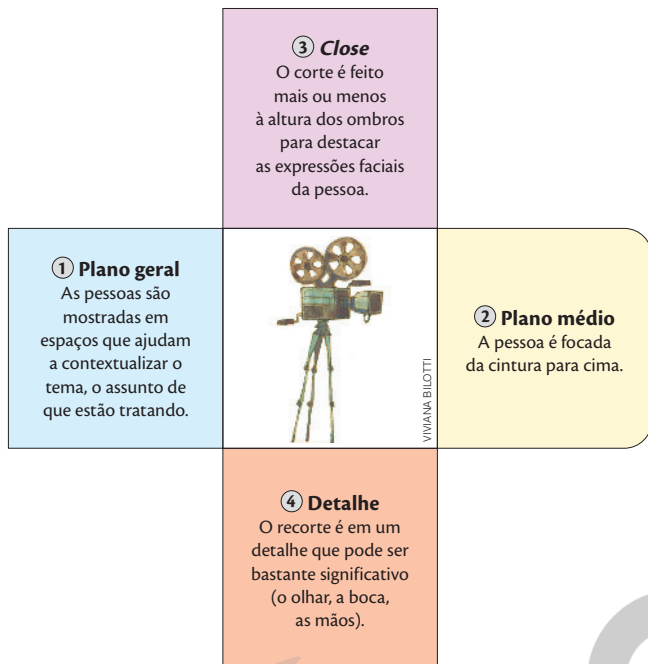 3 Close
O corte é feito
mais ou menos
à altura dos ombros
para destacar
as expressões faciais
da pessoa.
1 Plano geral
As pessoas são
mostradas em
espaços que ajudam
a contextualizar o
tema, o assunto de
que estão tratando.
VIVIANA BILOTTI
2 Plano médio
A pessoa é focada
da cintura para cima.
4 Detalhe
O recorte é em um
detalhe que pode ser
bastante significativo
(o olhar, a boca,
as mãos).